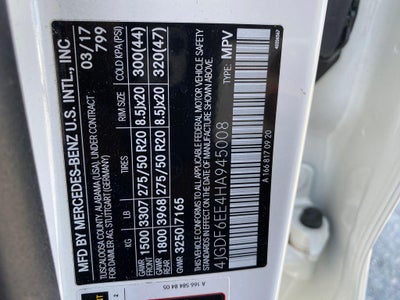 MFD BY MERCEDES-BENZ U.S. INTL., INC.
TUSCALOOSA COUNTY, ALABAMA, USA, UNDER CONTRACT
FOR DAIMLER AG, STUTTGART (GERMANY)
03/17
799
KG LB TIRES RIM SIZE COLD KPA(PSI)
FRONT 1500 3307 275/50 R20 8.5Jx20 300(44)
REAR 1800 3968 275/50 R20 8.5Jx20 320(47)
3250 7165
THIS VEHICLE CONFORMS TO
ALL APPLICABLE FEDERAL MOTOR VEHICLE SAFETY
STANDARDS IN EFFECT ON THE
DATE OF MANUFACTURE SHOWN ABOVE.
TYPE: MPV
4JGDF6EE4HA945008
A 166 817 09 20
A 166 584 84 05
2